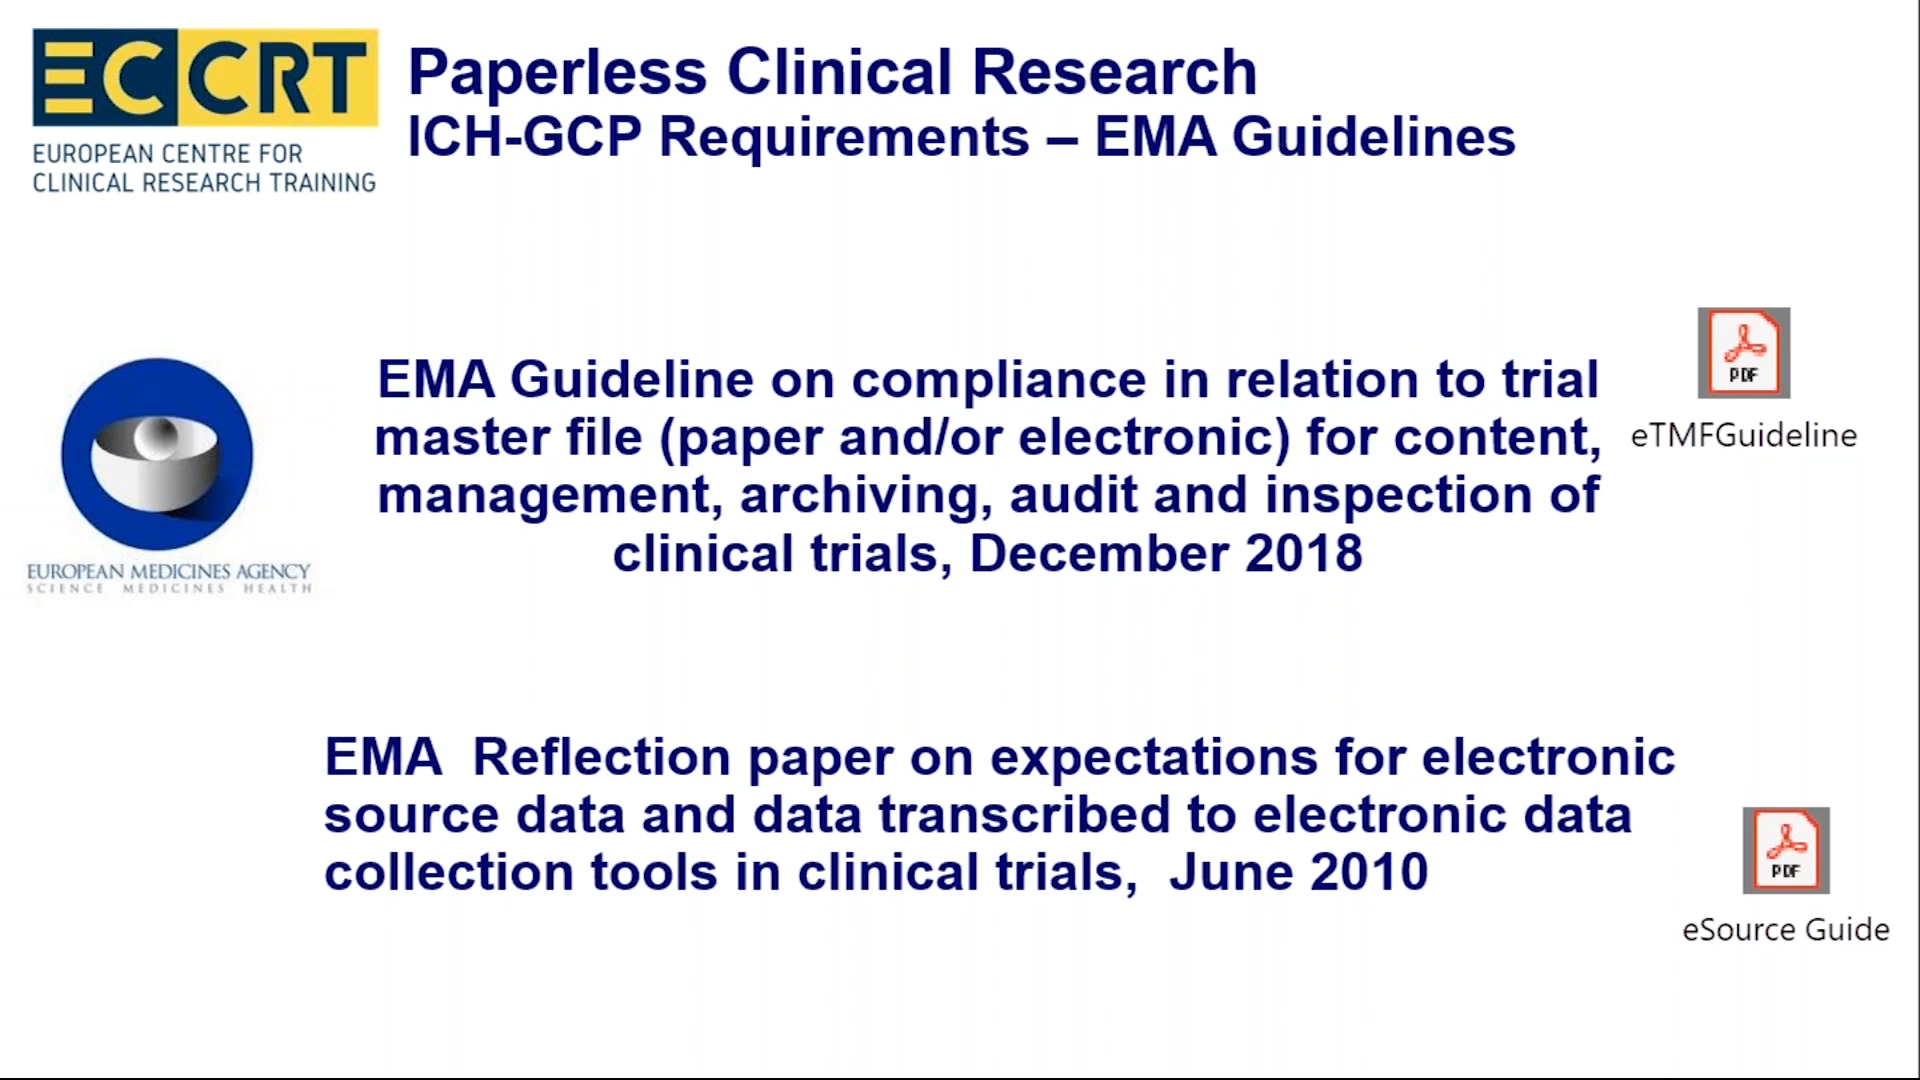 ECCRT
EUROPEAN CENTRE FOR
CLINICAL RESEARCH TRAINING
Paperless Clinical Research
ICH-GCP Requirements – EMA Guidelines
EMA Guideline on compliance in relation to trial
master file (paper and/or electronic) for content,
management, archiving, audit and inspection of
clinical trials, December 2018
PDF
eTMFGuideline
EUROPEAN MEDICINES AGENCY
SCIENCE MEDICINES HEALTH
EMA Reflection paper on expectations for electronic
source data and data transcribed to electronic data
collection tools in clinical trials, June 2010
PDF
eSource Guide